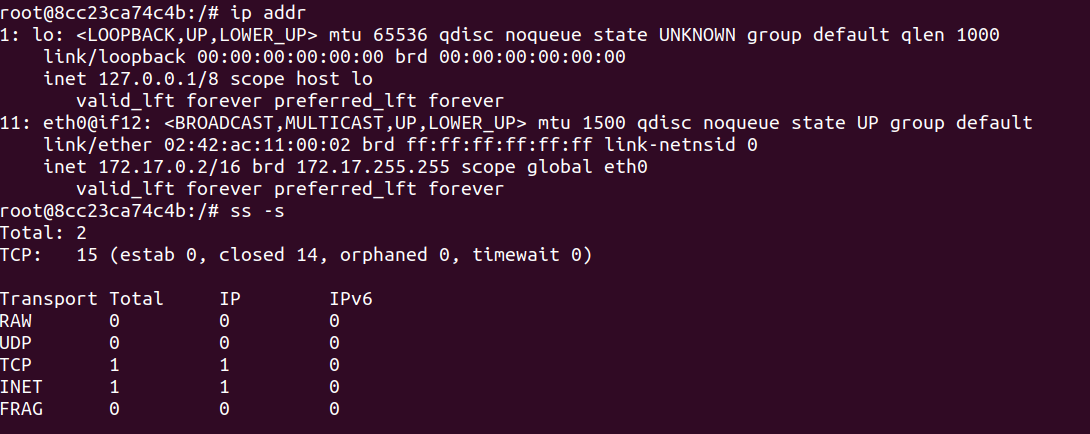 root@8cc23ca74c4b:/# ip addr
1: lo: <LOOPBACK,UP,LOWER_UP> mtu 65536 qdisc noqueue state UNKNOWN group default qlen 1000
    link/loopback 00:00:00:00:00:00 brd 00:00:00:00:00:00
    inet 127.0.0.1/8 scope host lo
       valid_lft forever preferred_lft forever
11: eth0@if12: <BROADCAST,MULTICAST,UP,LOWER_UP> mtu 1500 qdisc noqueue state UP group default
    link/ether 02:42:ac:11:00:02 brd ff:ff:ff:ff:ff:ff link-netnsid 0
    inet 172.17.0.2/16 brd 172.17.255.255 scope global eth0
       valid_lft forever preferred_lft forever
root@8cc23ca74c4b:/# ss -s
Total: 2
TCP:   15 (estab 0, closed 14, orphaned 0, timewait 0)

Transport Total     IP        IPv6
RAW       0         0         0
UDP       0         0         0
TCP       1         1         0
INET      1         1         0
FRAG      0         0         0